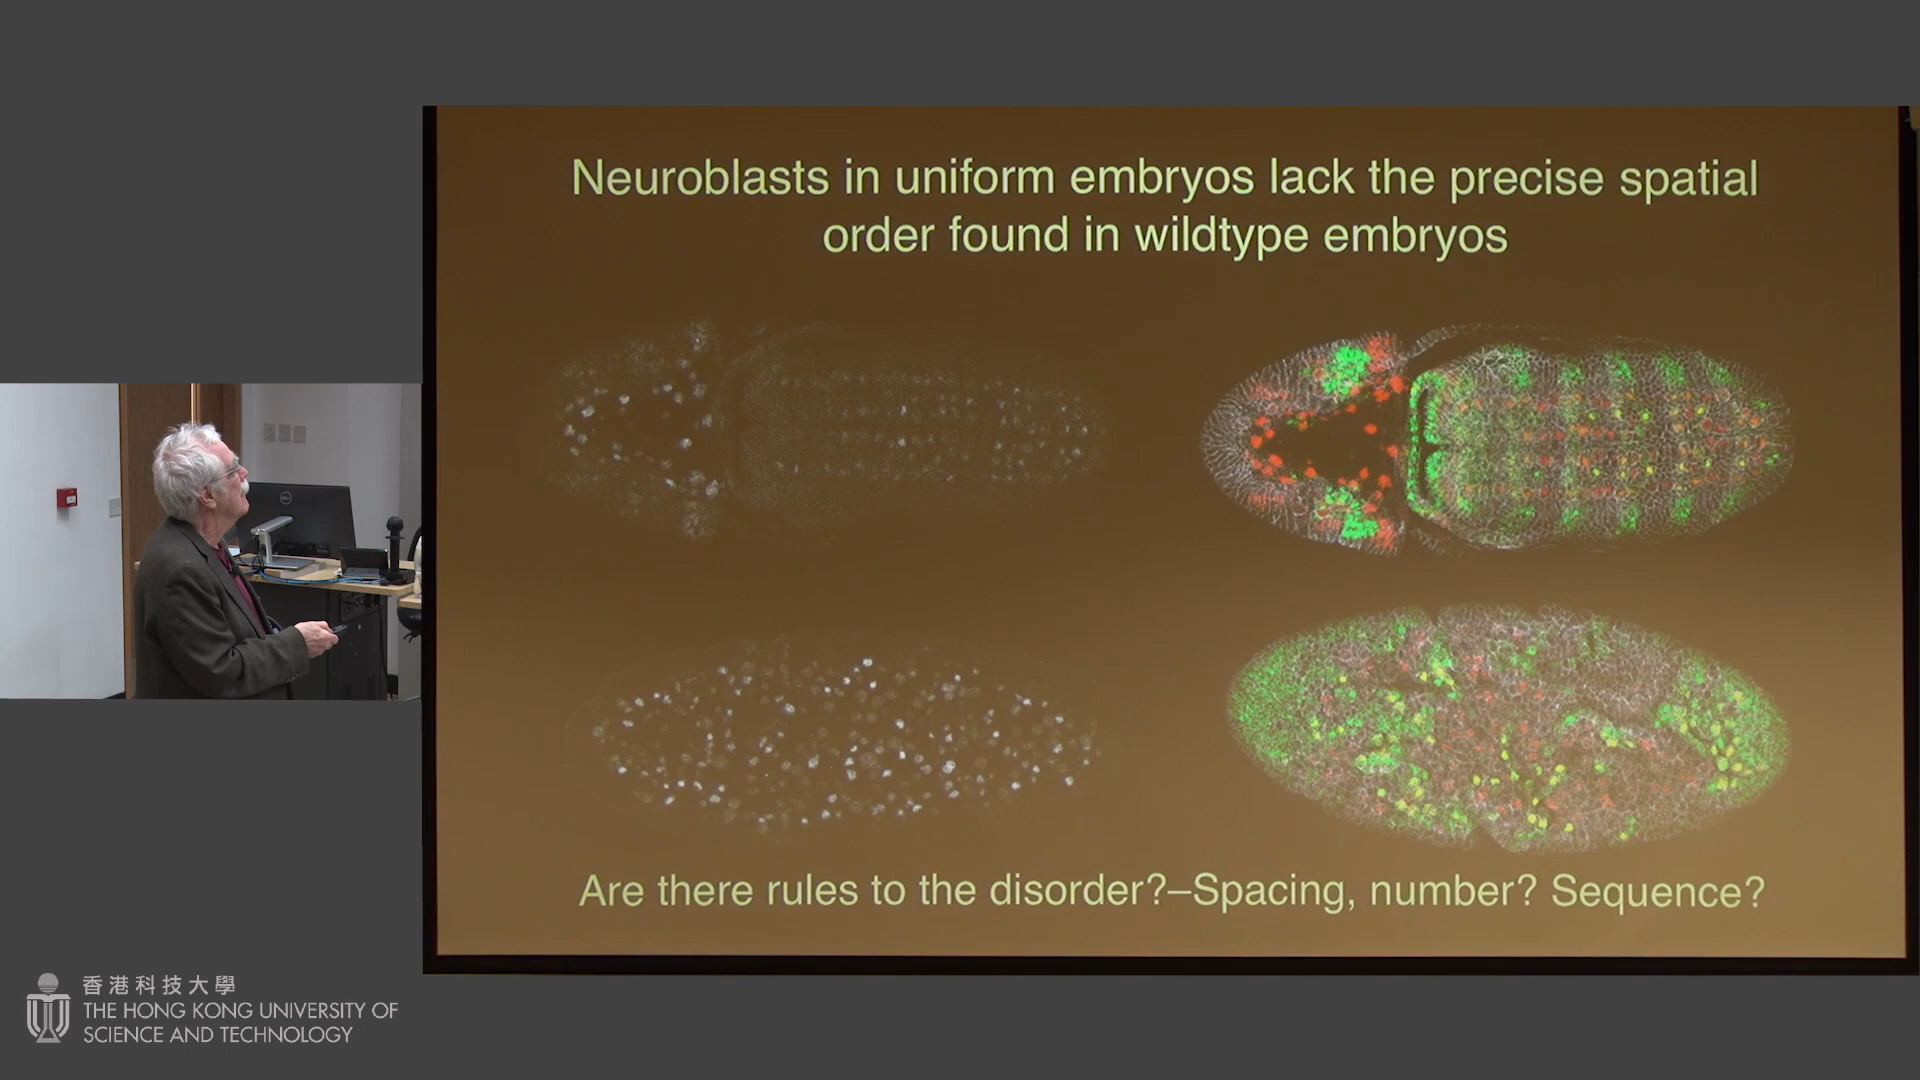 Neuroblasts in uniform embryos lack the precise spatial
order found in wildtype embryos
Are there rules to the disorder?–Spacing, number? Sequence?
香港科技大學
THE HONG KONG UNIVERSITY OF
SCIENCE AND TECHNOLOGY